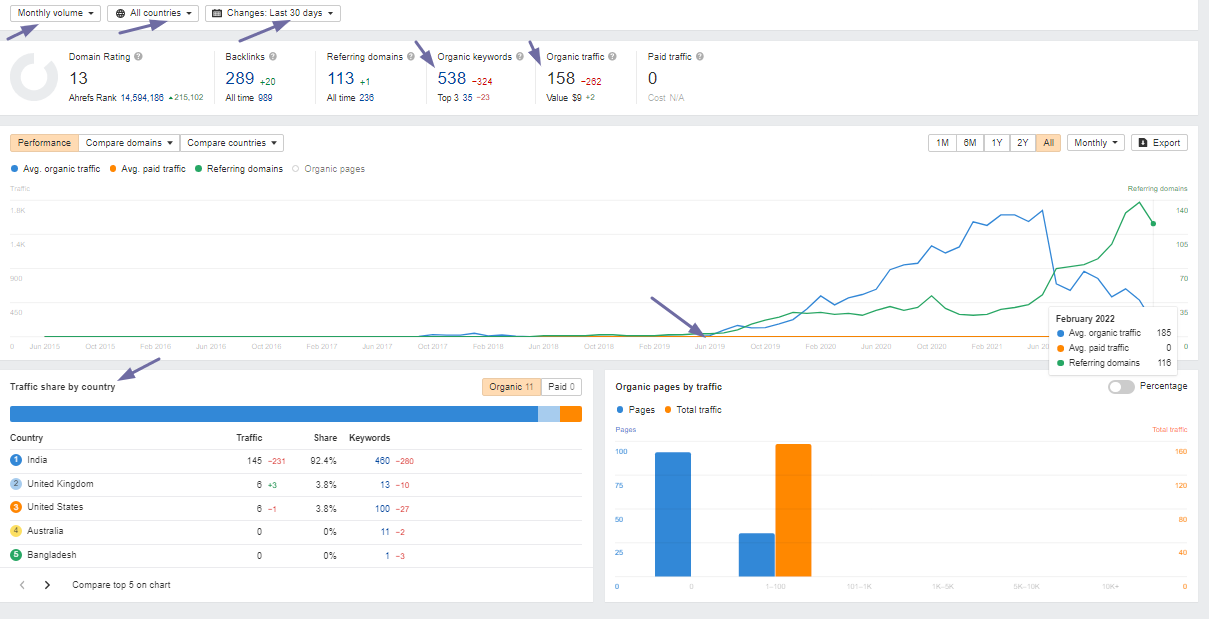 Monthly volume All countries Changes: Last 30 days
Domain Rating Backlinks Referring domains Organic keywords Organic traffic Paid traffic
13 289 +20 113 +1 538 −324 158 −262 0
Ahrefs Rank 14,594,186 ▲215,102 All time 989 All time 236 Top 3 35 −23 Value $9 +2 Cost N/A
Performance Compare domains Compare countries 1M 6M 1Y 2Y All Monthly Export
Avg. organic traffic Avg. paid traffic Referring domains Organic pages
Traffic Referring domains
1.8K 140
1.4K 105
900 70
450 35
0 Jun 2015 Oct 2015 Feb 2016 Jun 2016 Oct 2016 Feb 2017 Jun 2017 Oct 2017 Feb 2018 Jun 2018 Oct 2018 Feb 2019 Jun 2019 Oct 2019 Feb 2020 Jun 2020 Oct 2020 Feb 2021 Jun 2021 0
February 2022
Avg. organic traffic 185
Avg. paid traffic 0
Referring domains 116
Traffic share by country Organic 11 Paid 0
Country Traffic Share Keywords
1 India 145 −231 92.4% 460 −280
2 United Kingdom 6 +3 3.8% 13 −10
3 United States 6 −1 3.8% 100 −27
4 Australia 0 0% 11 −2
5 Bangladesh 0 0% 1 −3
Compare top 5 on chart
Organic pages by traffic Percentage
Pages Total traffic
Pages Total traffic
100 160
75 120
50 80
25 40
0 0 1–100 101–1K 1K–5K 5K–10K 10K+ 0